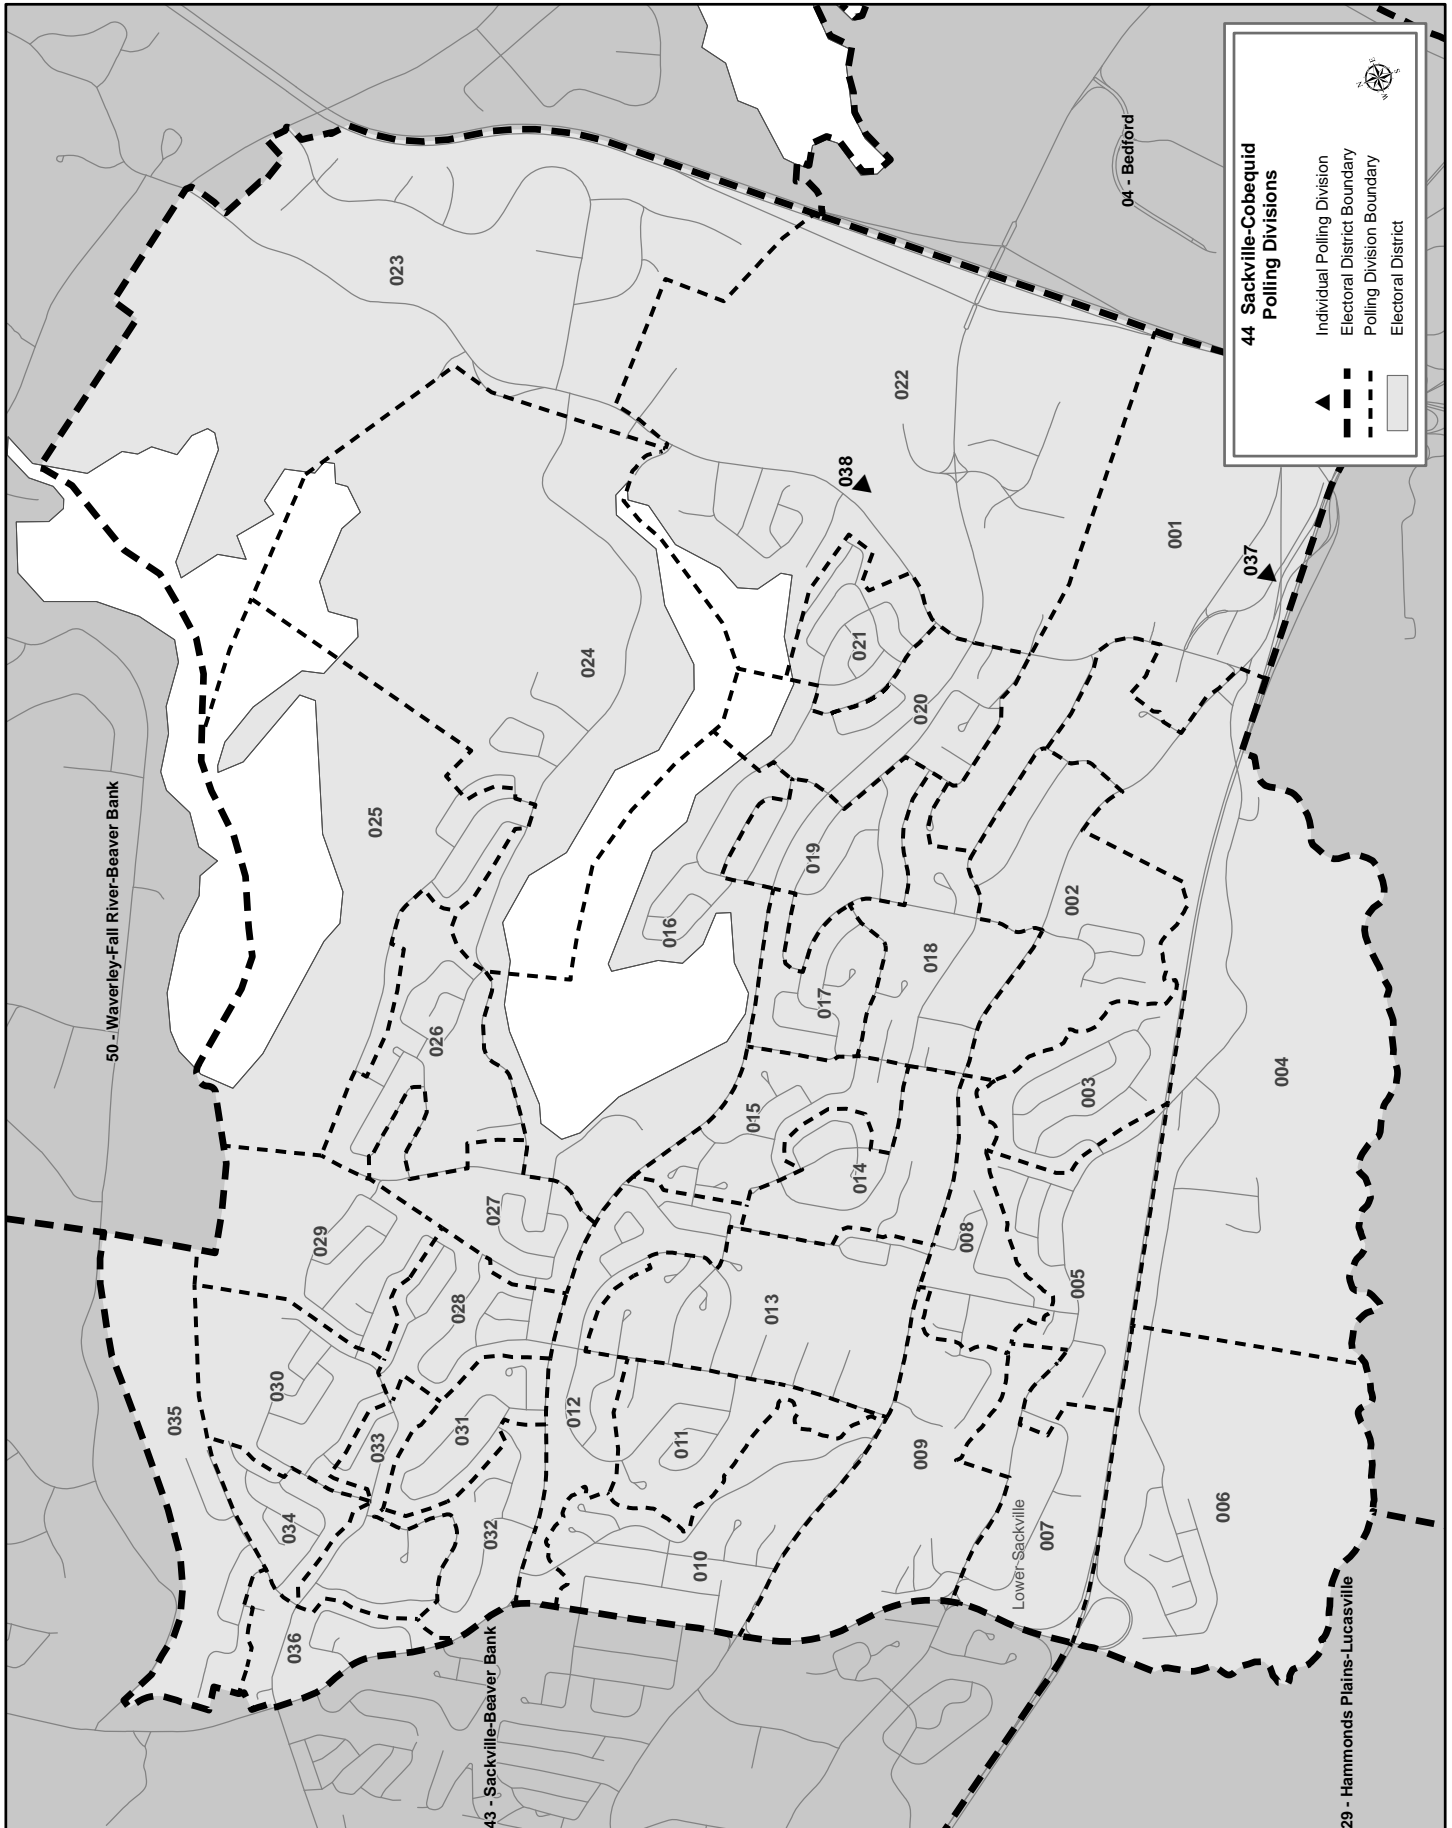 44 Sackville-Cobequid
Polling Divisions
Individual Polling Division
Electoral District Boundary
Polling Division Boundary
Electoral District
N
E
S
W
50 - Waverley-Fall River-Beaver Bank
04 - Bedford
43 - Sackville-Beaver Bank
29 - Hammonds Plains-Lucasville
Lower Sackville
023
022
038
001
037
024
021
020
025
019
016
002
018
017
026
004
003
015
014
027
008
029
005
028
013
030
012
035
031
011
033
009
006
034
032
007
010
036